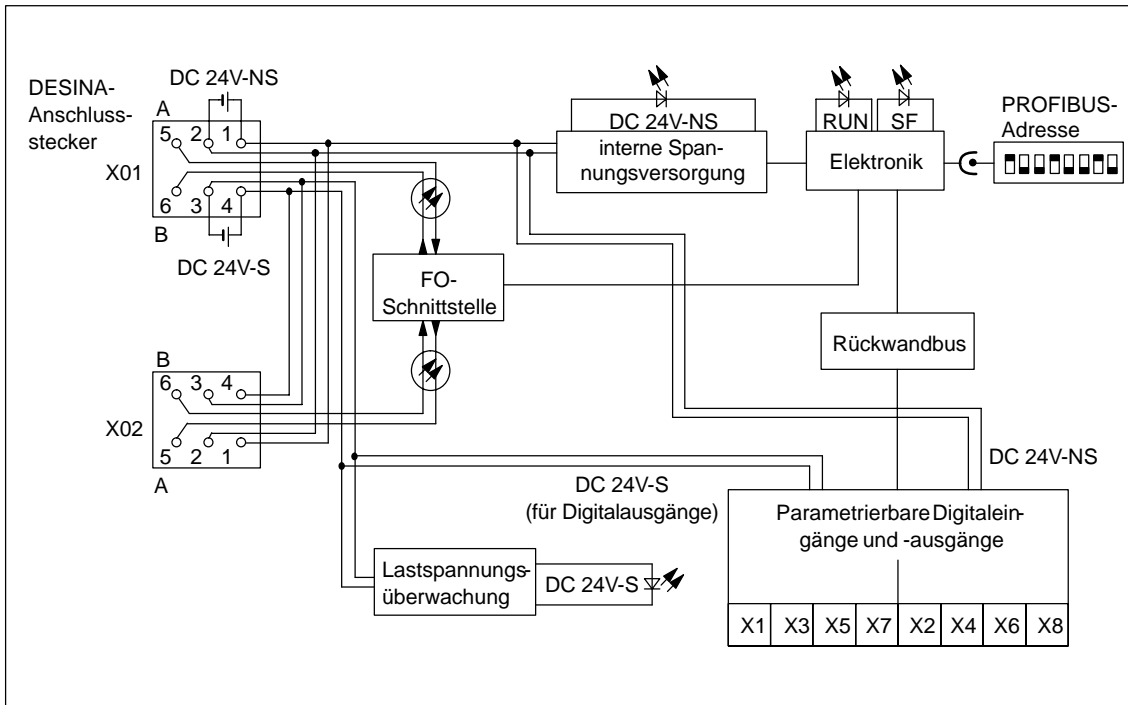 DESINA-
Anschluss-
stecker
DC 24V-NS
A
5 2 1
X01
6 3 4
B
DC 24V-S
DC 24V-NS
interne Span-
nungsversorgung
RUN
SF
Elektronik
PROFIBUS-
Adresse
FO-
Schnittstelle
Rückwandbus
B
6 3 4
X02
5 2 1
A
DC 24V-S
(für Digitalausgänge)
DC 24V-NS
Parametrierbare Digitalein-
gänge und -ausgänge
Lastspannungs-
überwachung
DC 24V-S
X1 X3 X5 X7 X2 X4 X6 X8